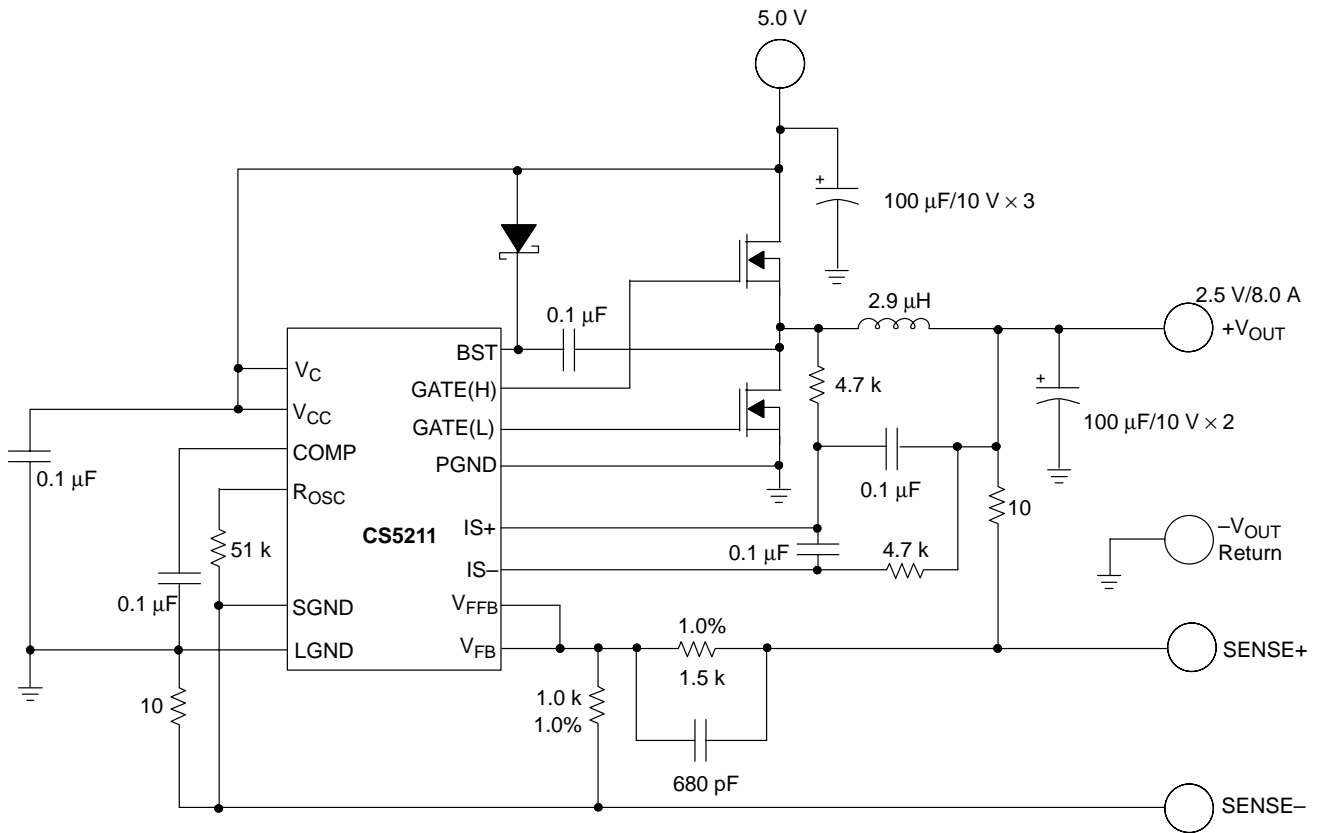 5.0 V
100 μF/10 V × 3
0.1 μF
2.9 μH
2.5 V/8.0 A
+VOUT
BST
VC
GATE(H)
4.7 k
VCC
GATE(L)
100 μF/10 V × 2
COMP
PGND
0.1 μF
0.1 μF
ROSC
10
IS+
CS5211
–VOUT
Return
51 k
0.1 μF
4.7 k
IS–
0.1 μF
SGND
VFFB
1.0%
LGND
VFB
SENSE+
1.5 k
10
1.0 k
1.0%
680 pF
SENSE–